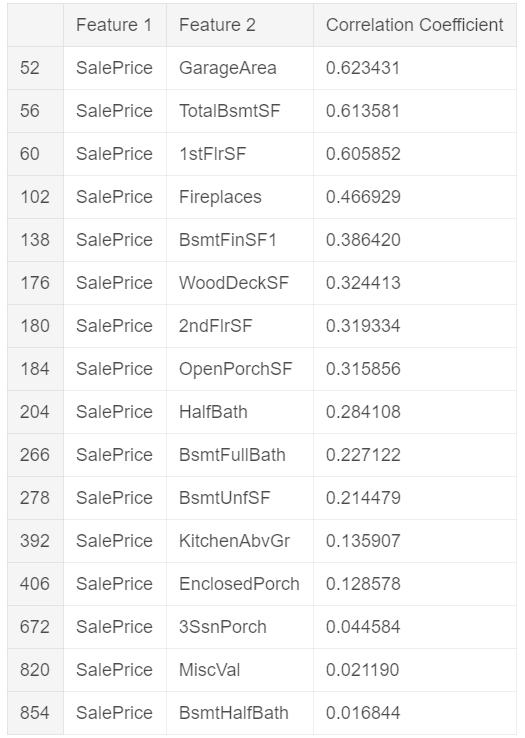 Feature 1 Feature 2 Correlation Coefficient
52 SalePrice GarageArea 0.623431
56 SalePrice TotalBsmtSF 0.613581
60 SalePrice 1stFlrSF 0.605852
102 SalePrice Fireplaces 0.466929
138 SalePrice BsmtFinSF1 0.386420
176 SalePrice WoodDeckSF 0.324413
180 SalePrice 2ndFlrSF 0.319334
184 SalePrice OpenPorchSF 0.315856
204 SalePrice HalfBath 0.284108
266 SalePrice BsmtFullBath 0.227122
278 SalePrice BsmtUnfSF 0.214479
392 SalePrice KitchenAbvGr 0.135907
406 SalePrice EnclosedPorch 0.128578
672 SalePrice 3SsnPorch 0.044584
820 SalePrice MiscVal 0.021190
854 SalePrice BsmtHalfBath 0.016844